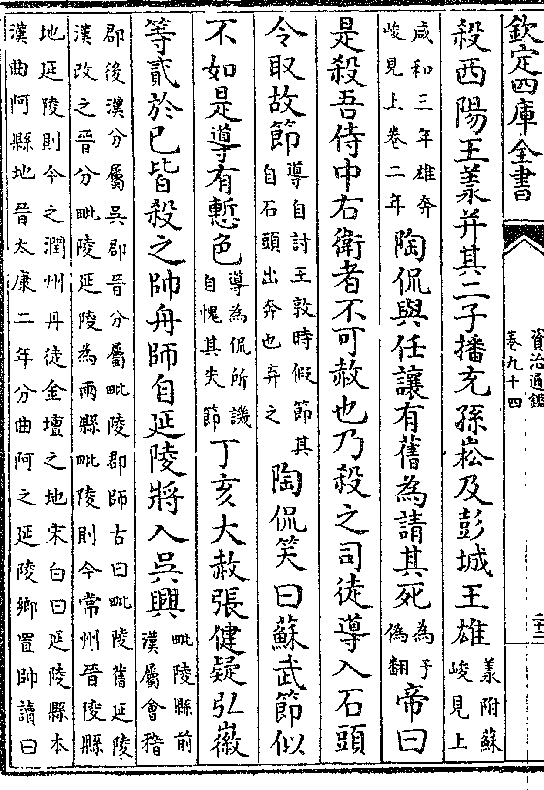 欽定四庫全書
資治通鑑
卷九十四
殺西陽王羕并其二子播充孫崧及彭城王雄羕附蘇峻見上
咸和三年雄奔峻見上卷二年陶侃與任讓有舊為請其死為于偽翻帝曰
是殺吾侍中右衛者不可赦也乃殺之司徒導入石頭
令取故節導自討王敦時假節其自石頭出奔也弃之陶侃笑曰蘇武節似
不如是導有慙色導為侃所譏自愧其失節丁亥大赦張健疑弘徽
等貳於已皆殺之帥舟師自延陵將入吳興毗陵縣前漢屬會稽
郡後漢分屬吳郡晉分屬毗陵郡師古曰毗陵舊延陵
漢改之晉分毗陵延陵為兩縣毗陵則今常州晉陵縣
地延陵則今之潤州丹徒金壇之地宋白曰延陵縣本
漢曲阿縣地晉太康二年分曲阿之延陵鄉置帥讀曰